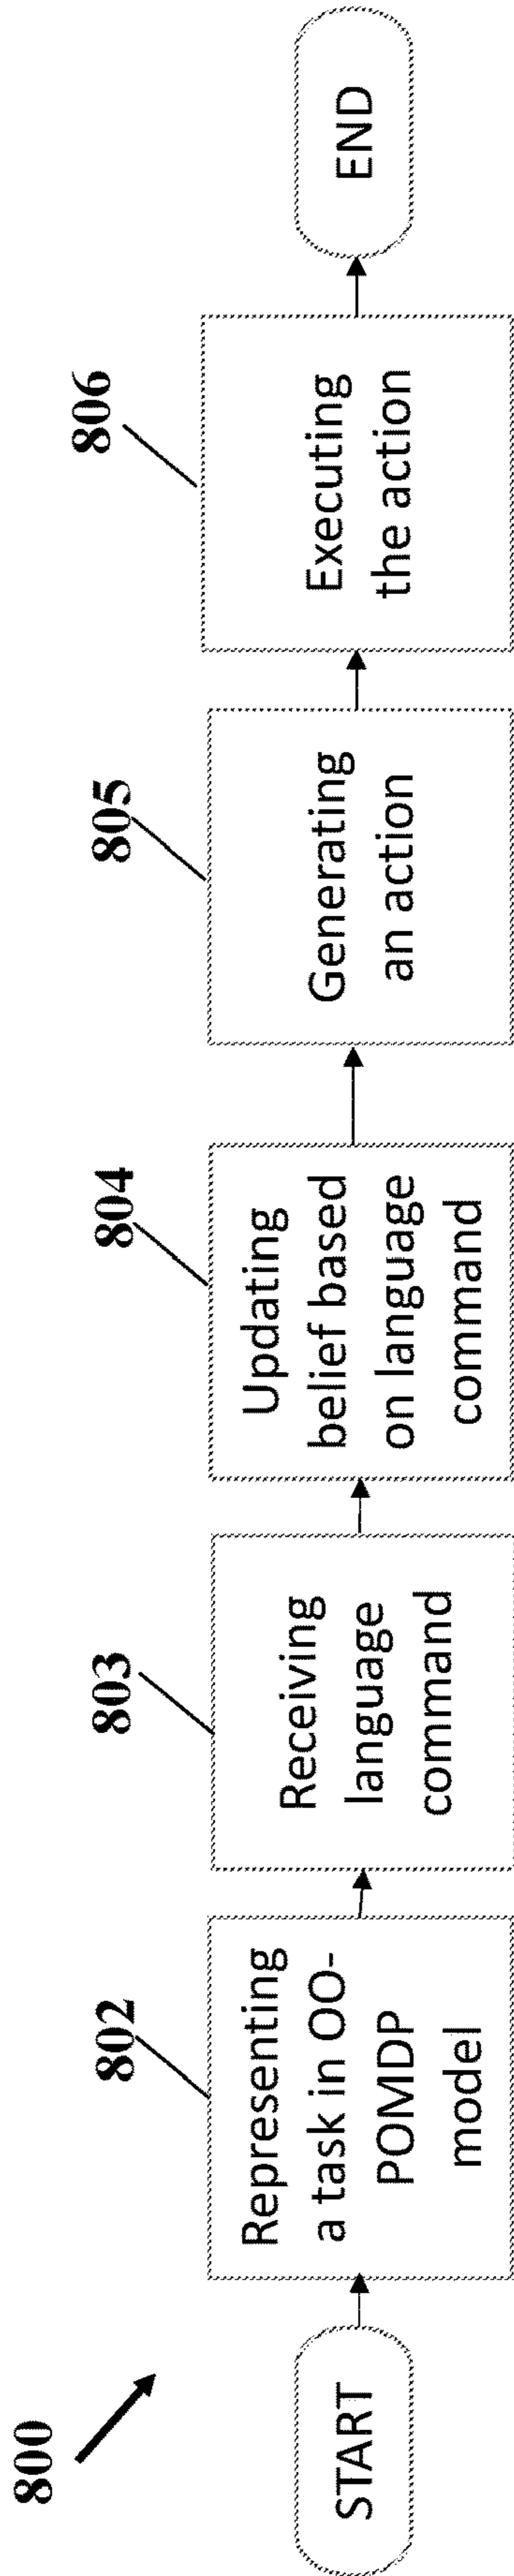 800
START
802
Representing
a task in OO-
POMDP
model
803
Receiving
language
command
804
Updating
belief based
on language
command
805
Generating
an action
806
Executing
the action
END